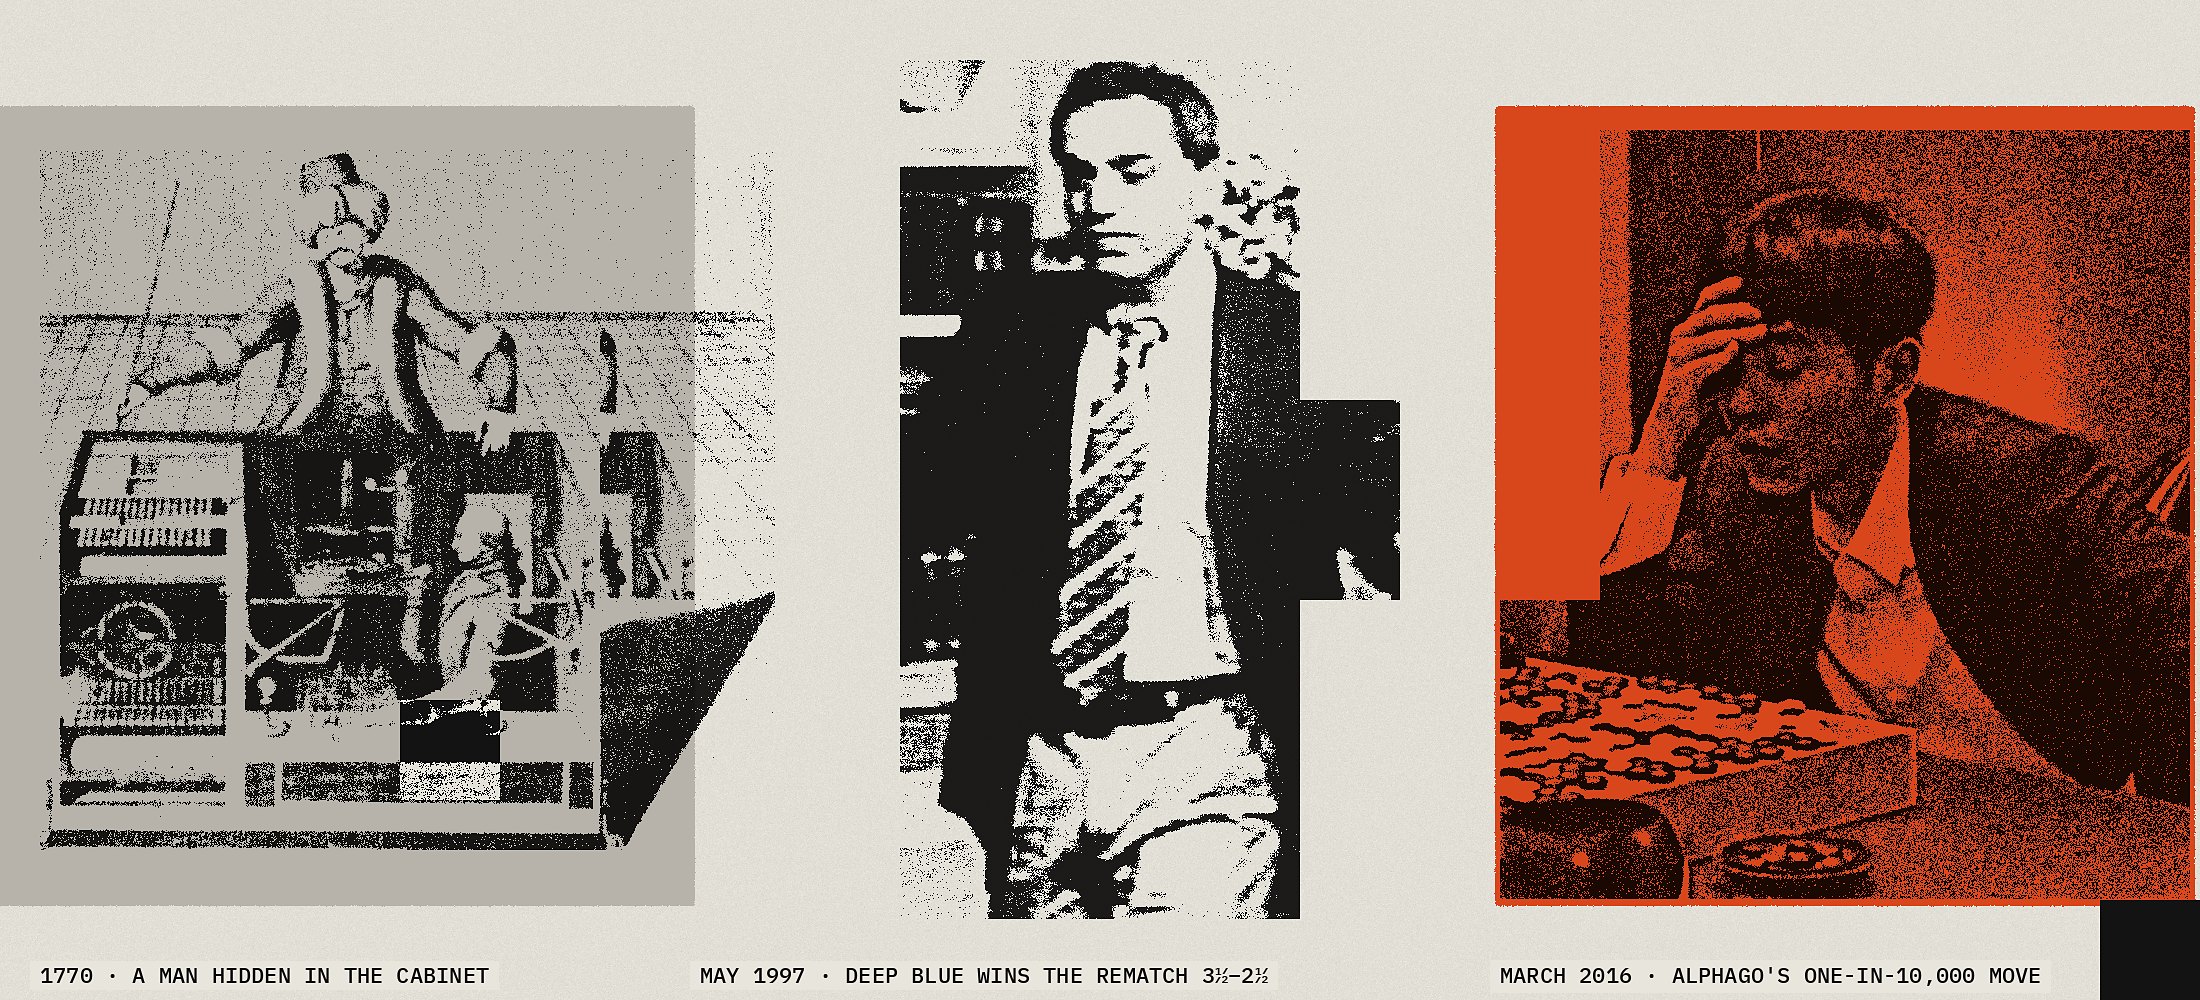 1770 · A MAN HIDDEN IN THE CABINET
MAY 1997 · DEEP BLUE WINS THE REMATCH 3½–2½
MARCH 2016 · ALPHAGO'S ONE-IN-10,000 MOVE